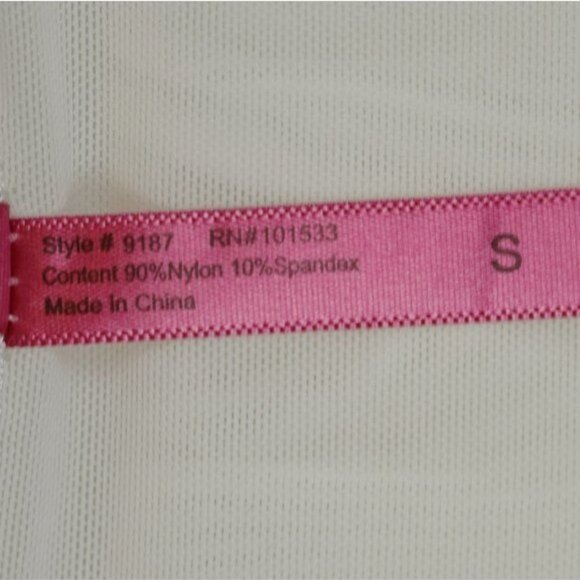 Style # 9187 RN#101533
Content 90%Nylon 10%Spandex
Made In China
S